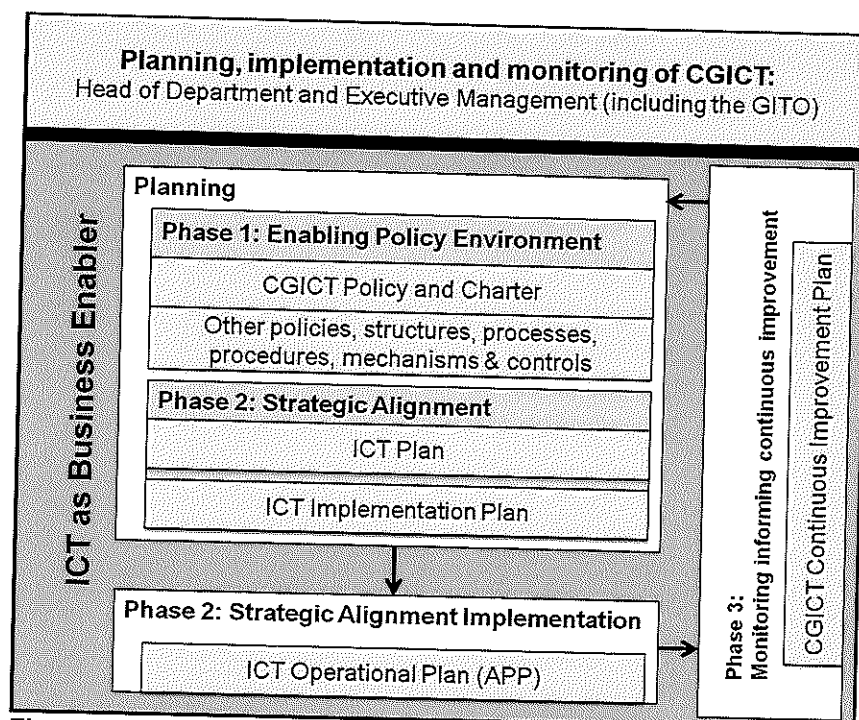 Planning, implementation and monitoring of CGICT:
Head of Department and Executive Management (including the GITO)
ICT as Business Enabler
Planning
Phase 1: Enabling Policy Environment
CGICT Policy and Charter
Other policies, structures, processes,
procedures, mechanisms & controls
Phase 2: Strategic Alignment
ICT Plan
ICT Implementation Plan
Phase 2: Strategic Alignment Implementation
ICT Operational Plan (APP)
Phase 3:
Monitoring informing continuous improvement
CGICT Continuous Improvement Plan